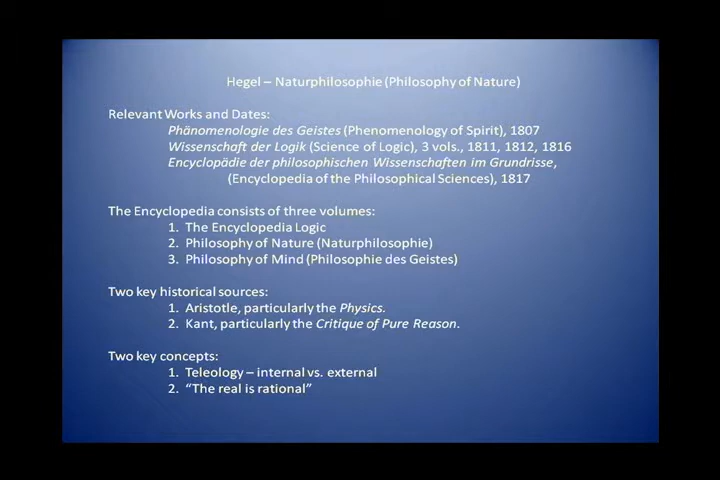 Hegel – Naturphilosophie (Philosophy of Nature)
Relevant Works and Dates:
Phänomenologie des Geistes (Phenomenology of Spirit), 1807
Wissenschaft der Logik (Science of Logic), 3 vols., 1811, 1812, 1816
Encyclopädie der philosophischen Wissenschaften im Grundrisse,
(Encyclopedia of the Philosophical Sciences), 1817
The Encyclopedia consists of three volumes:
1. The Encyclopedia Logic
2. Philosophy of Nature (Naturphilosophie)
3. Philosophy of Mind (Philosophie des Geistes)
Two key historical sources:
1. Aristotle, particularly the Physics.
2. Kant, particularly the Critique of Pure Reason.
Two key concepts:
1. Teleology – internal vs. external
2. “The real is rational”